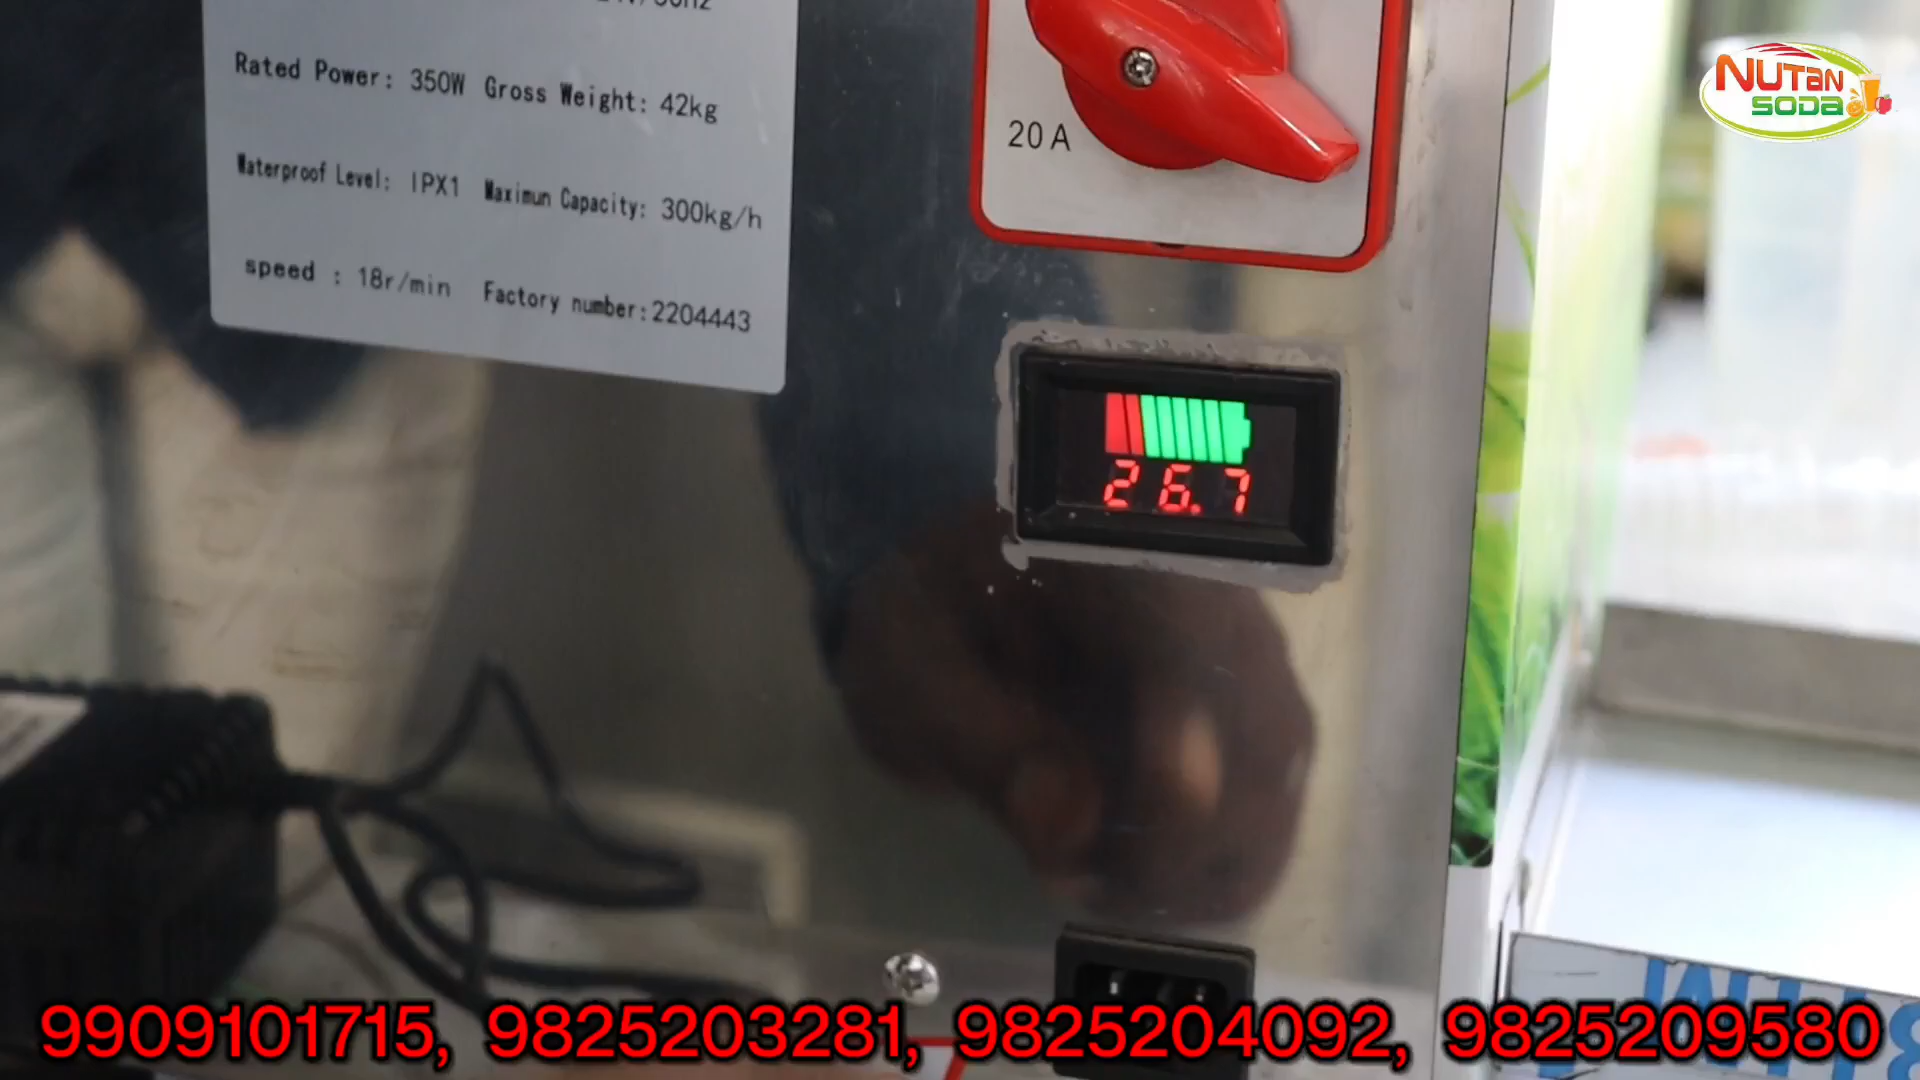 Rated Power: 350W Gross Weight: 42kg
Waterproof Level: IPX1 Maximun Capacity: 300kg/h
speed : 18r/min Factory number:2204443
20 A
26.7
NUTAN
SODA
9909101715, 9825203281, 9825204092, 9825209580